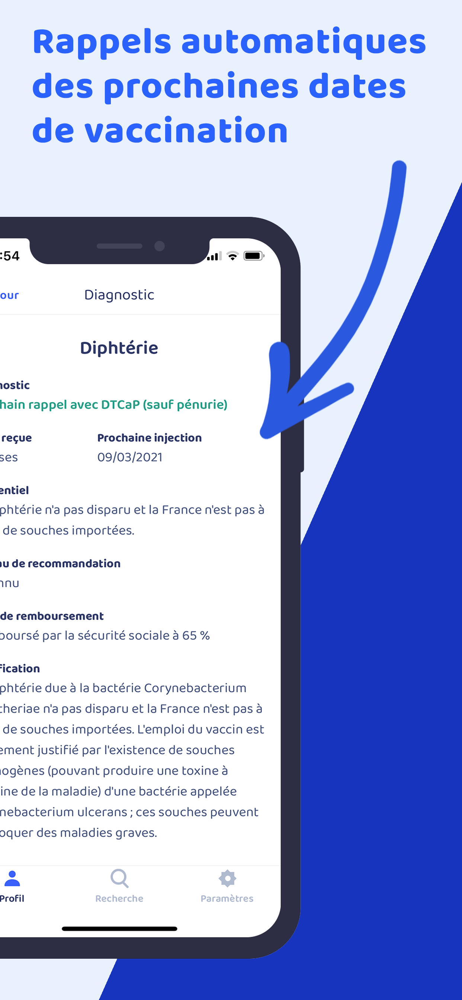 Rappels automatiques
des prochaines dates
de vaccination
:54
our
Diagnostic
Diphtérie
nostic
hain rappel avec DTCaP (sauf pénurie)
reçue
Prochaine injection
ses
09/03/2021
entiel
phtérie n'a pas disparu et la France n'est pas à
de souches importées.
au de recommandation
nnu
de remboursement
boursé par la sécurité sociale à 65 %
fication
phtérie due à la bactérie Corynebacterium
theriae n'a pas disparu et la France n'est pas à
de souches importées. L'emploi du vaccin est
ement justifié par l'existence de souches
nogènes (pouvant produire une toxine à
ine de la maladie) d'une bactérie appelée
nebacterium ulcerans ; ces souches peuvent
oquer des maladies graves.
Profil
Recherche
Paramètres